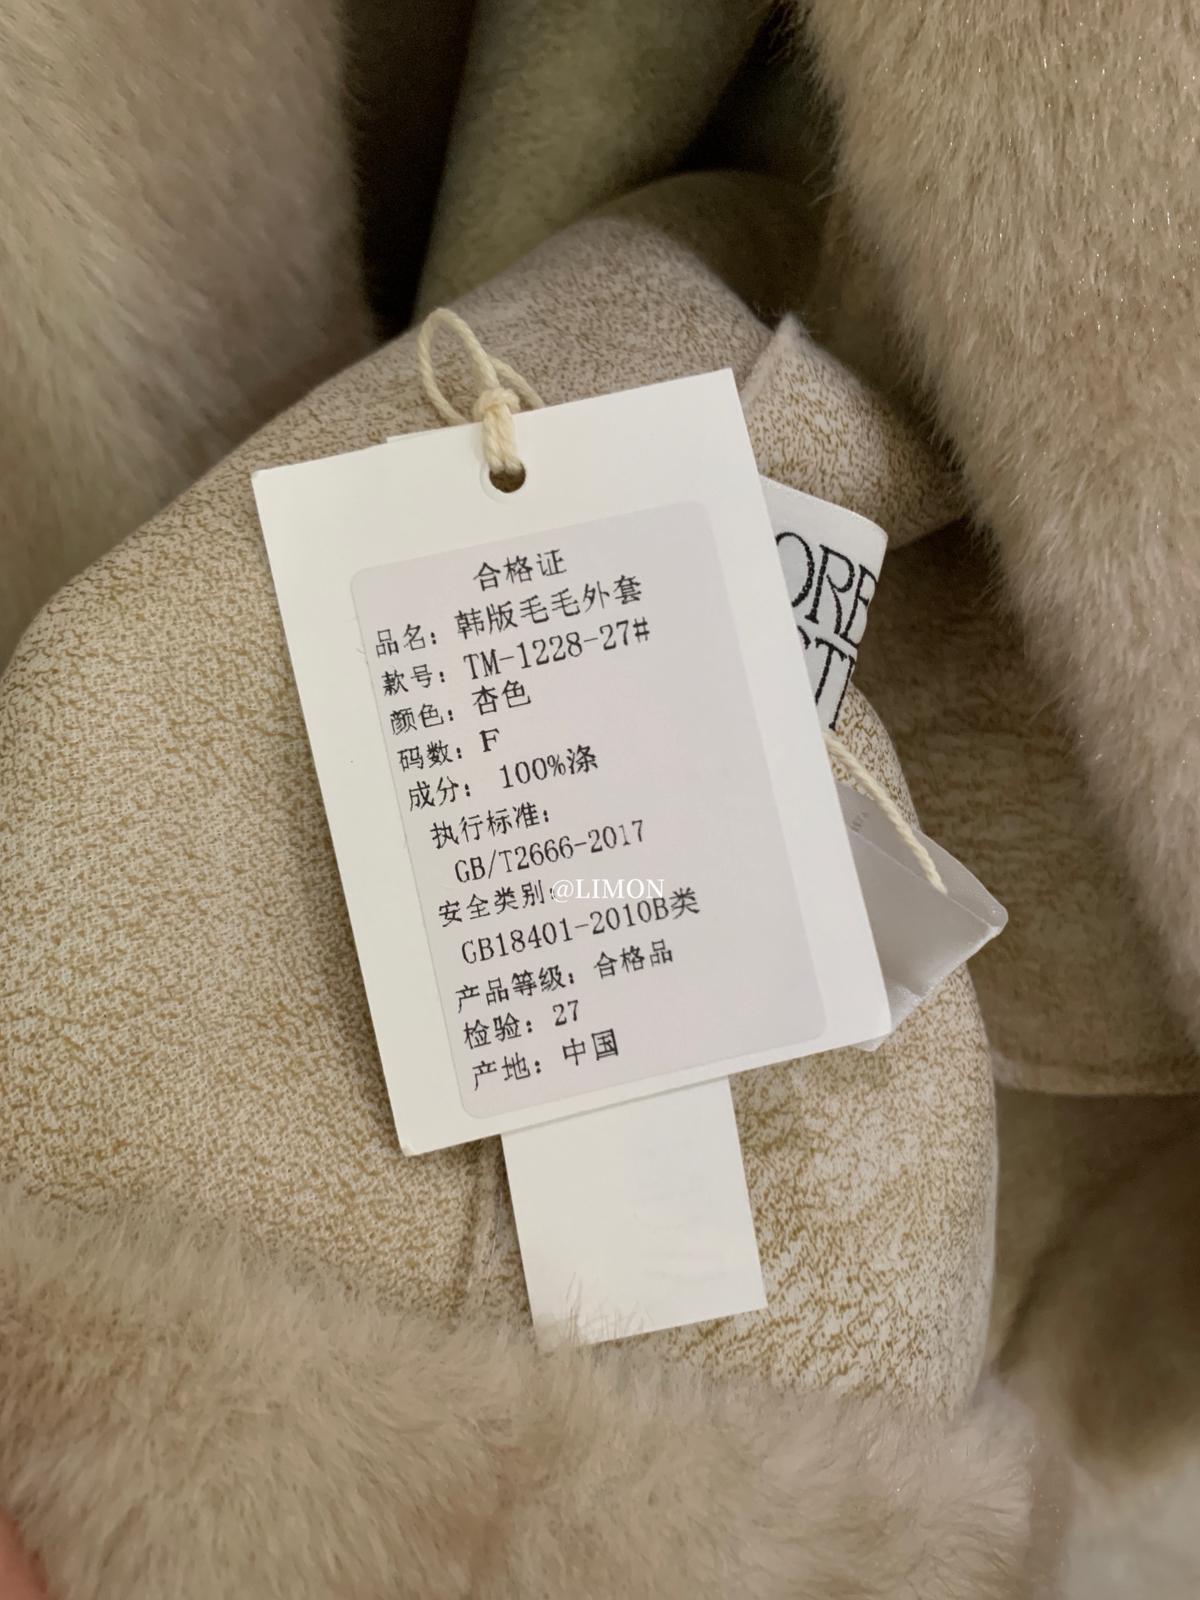 合格证
品名：韩版毛毛外套
款号：TM-1228-27#
颜色：杏色
码数：F
成分：100%涤
执行标准：
GB/T2666-2017
安全类别：
@LIMON
GB18401-2010B类
产品等级：合格品
检验：27
产地：中国